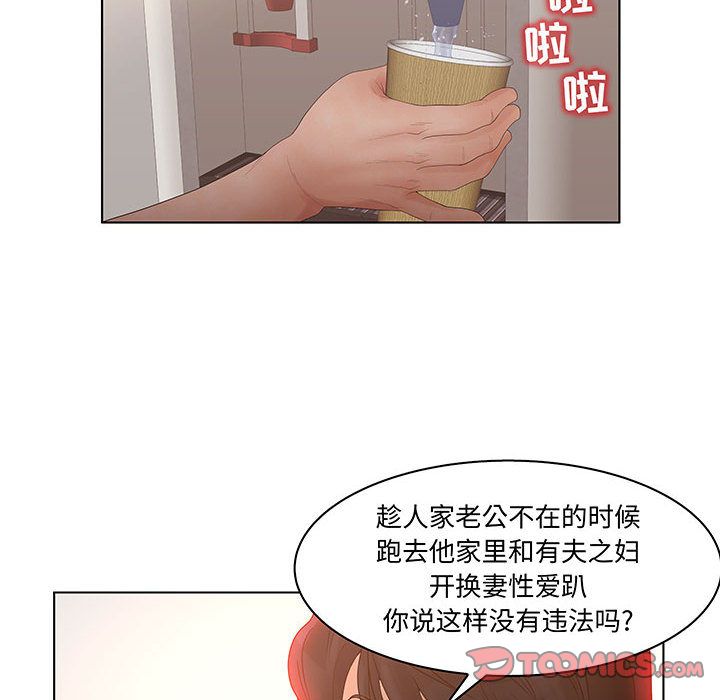 啦
啦
啦
趁人家老公不在的时候
跑去他家里和有夫之妇
开换妻性爱趴
你说这样没有违法吗?
TOOMICS
TOOMICS.COM